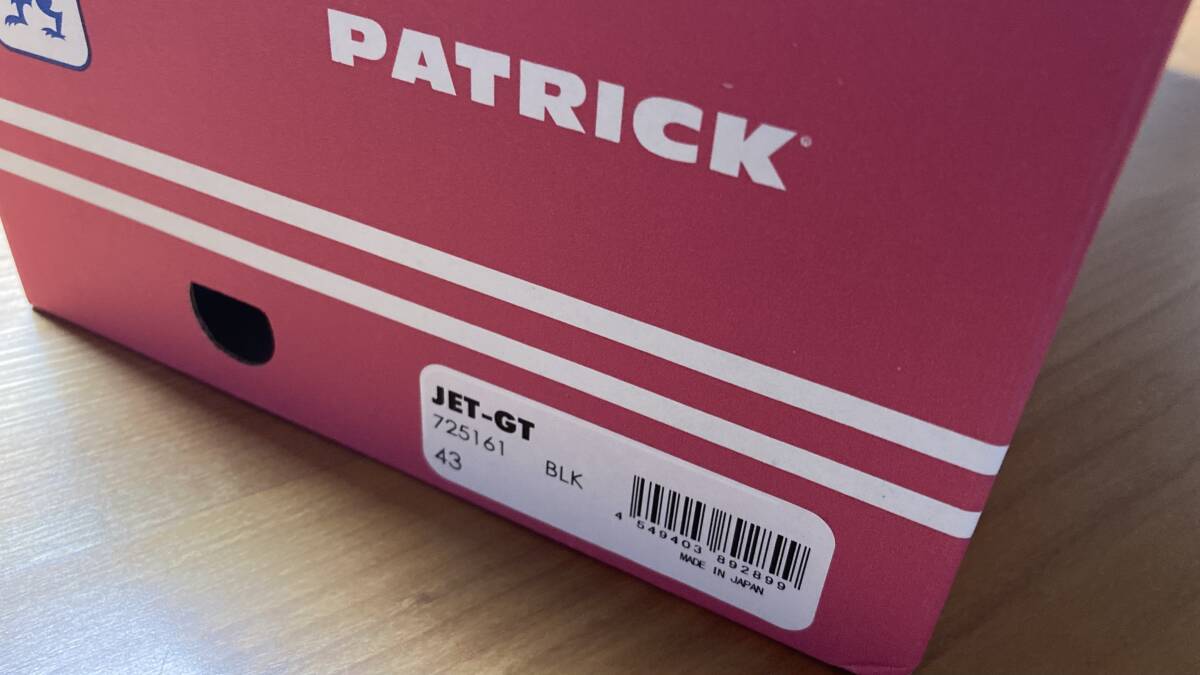 PATRICK®
JET-GT
725161 BLK
43
4 549403 892899
MADE IN JAPAN